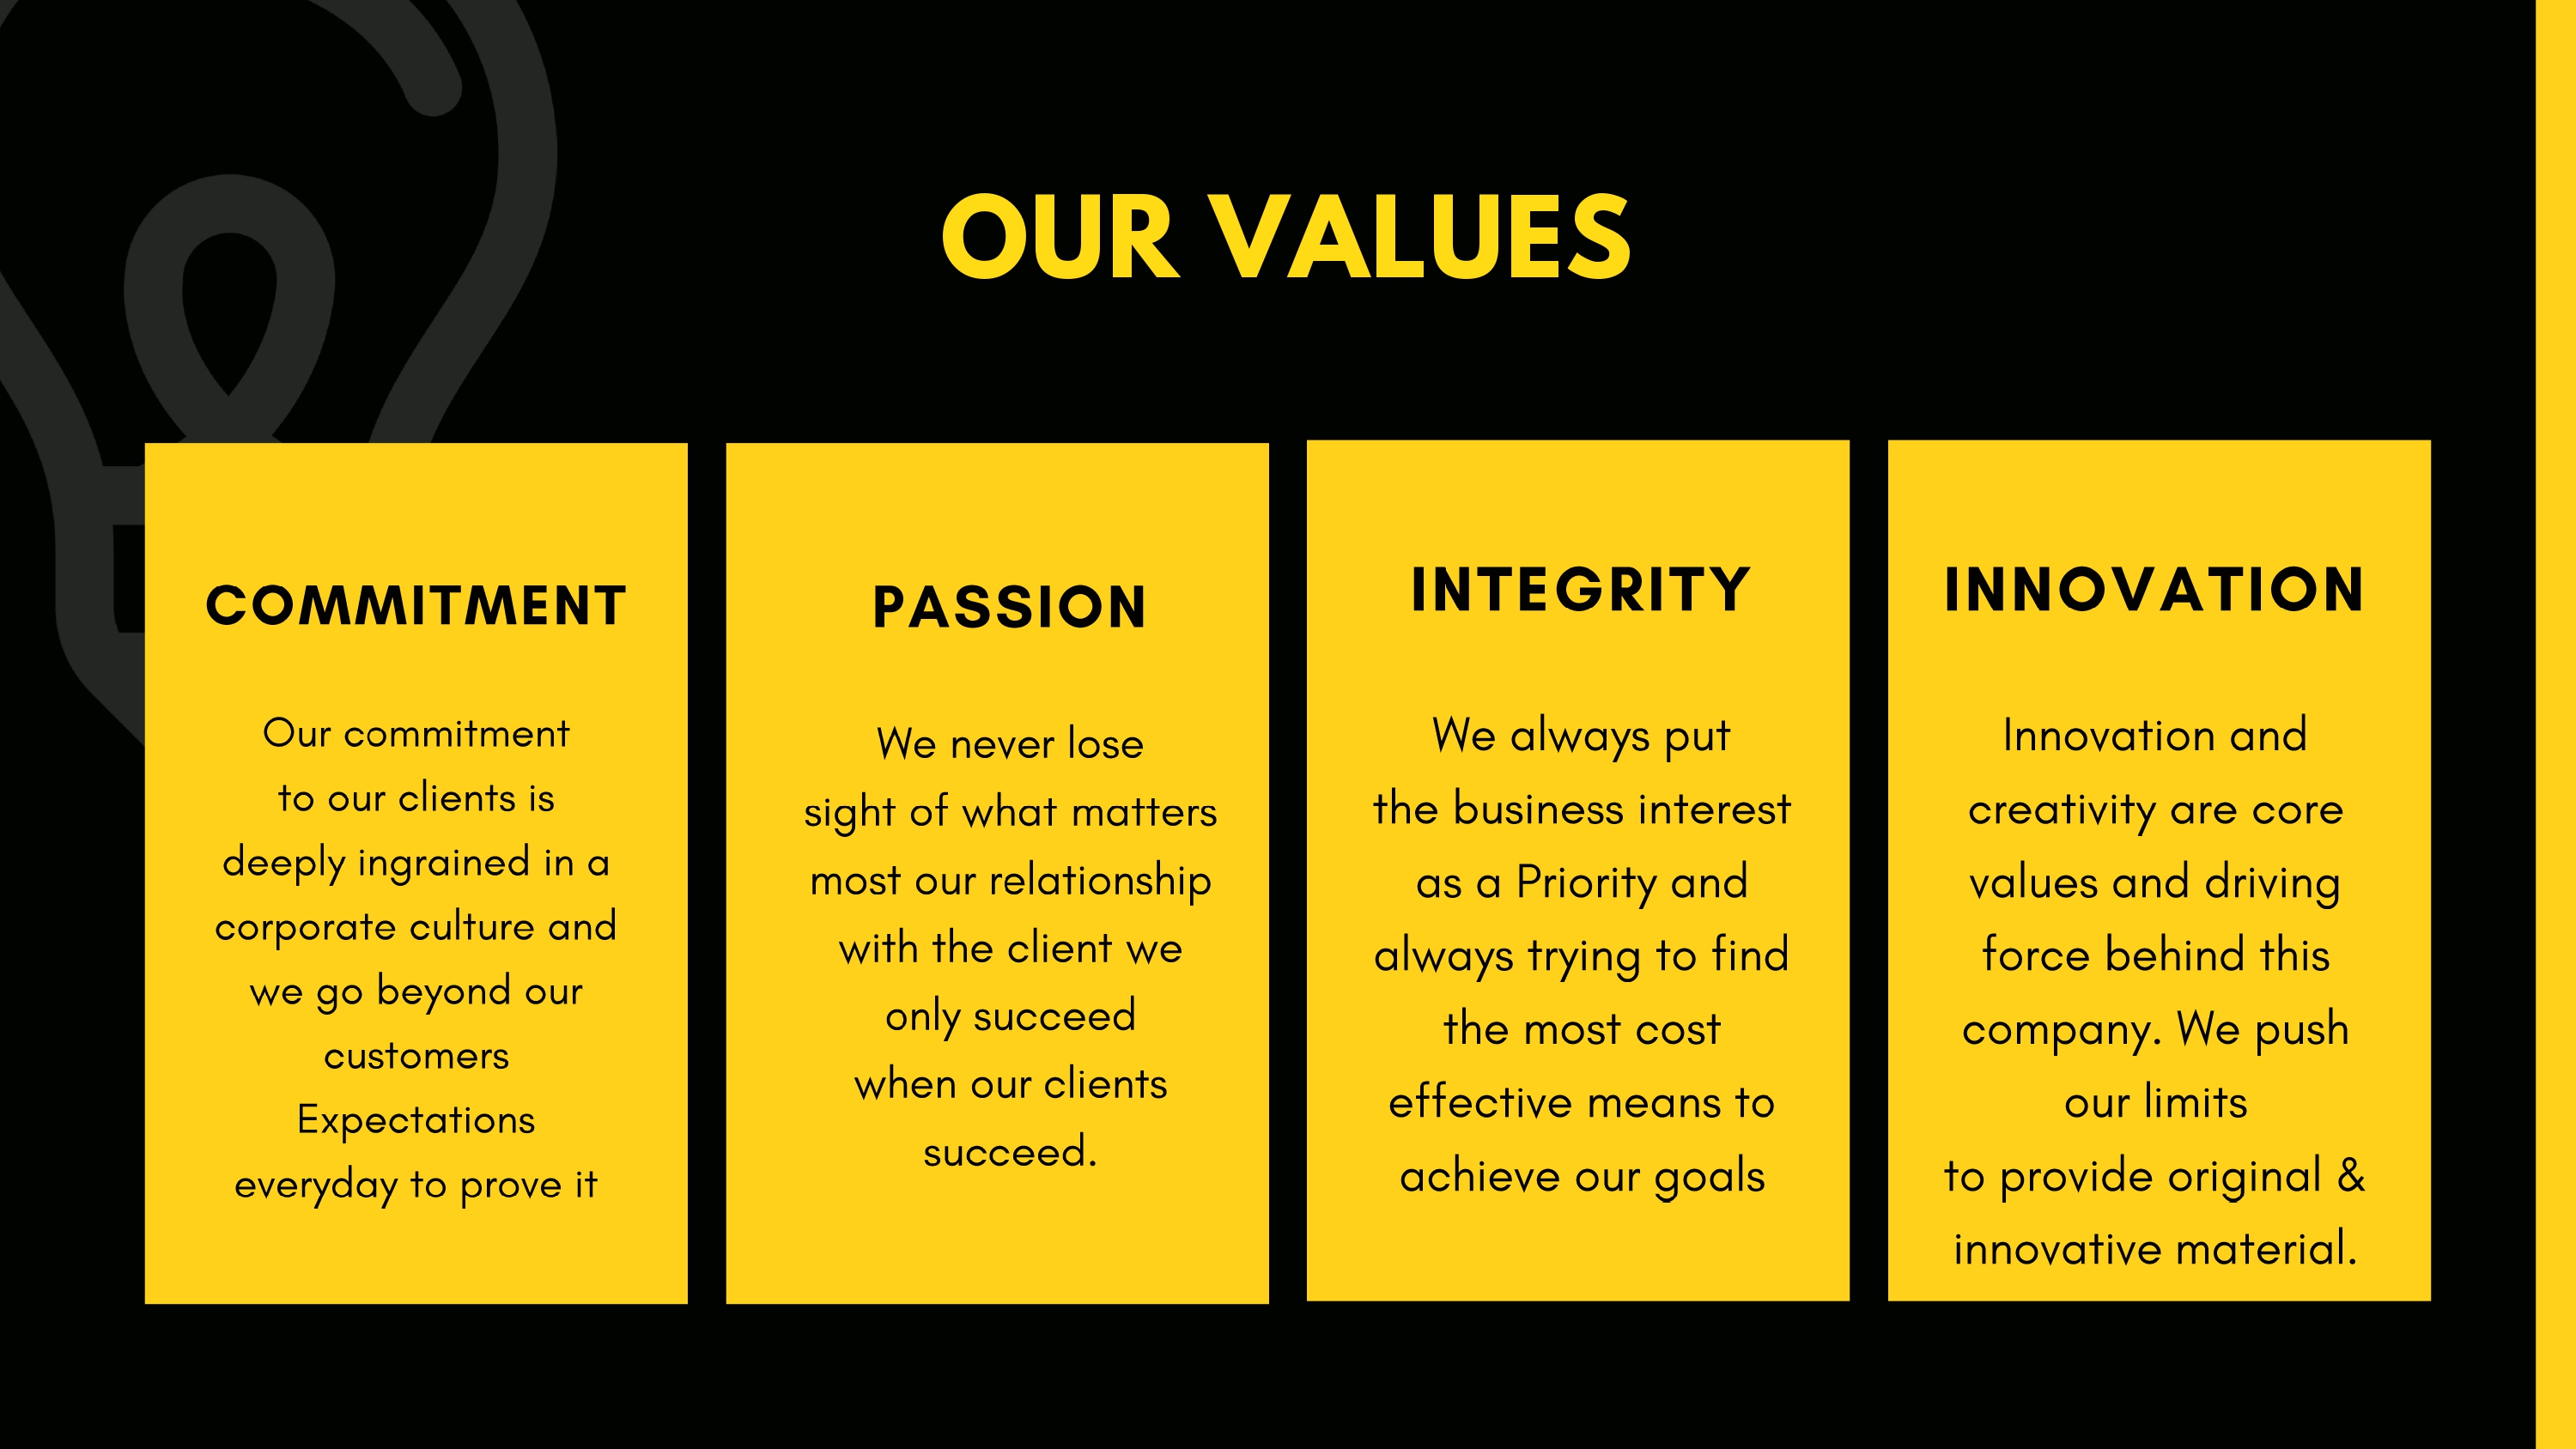 OUR VALUES
COMMITMENT
Our commitment
to our clients is
deeply ingrained in a
corporate culture and
we go beyond our
customers
Expectations
everyday to prove it
PASSION
We never lose
sight of what matters
most our relationship
with the client we
only succeed
when our clients
succeed.
INTEGRITY
We always put
the business interest
as a Priority and
always trying to find
the most cost
effective means to
achieve our goals
INNOVATION
Innovation and
creativity are core
values and driving
force behind this
company. We push
our limits
to provide original &
innovative material.